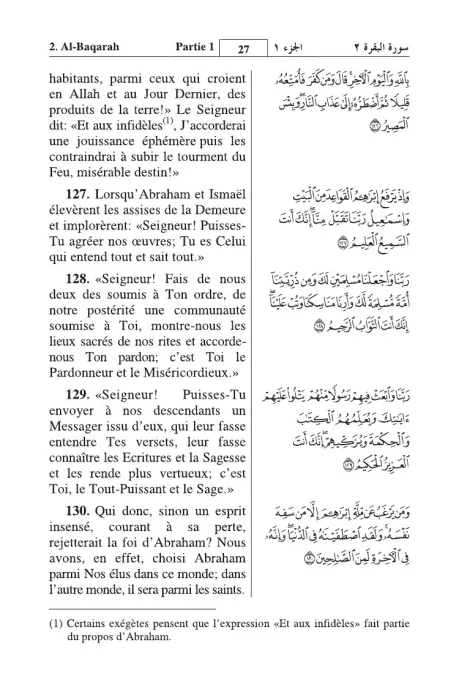 2. Al-Baqarah Partie 1 27 الجزء ١ سورة البقرة ٢
habitants, parmi ceux qui croient
en Allah et au Jour Dernier, des
produits de la terre!» Le Seigneur
dit: «Et aux infidèles(1), J’accorderai
une jouissance éphémère puis les
contraindrai à subir le tourment du
Feu, misérable destin!»
127. Lorsqu’Abraham et Ismaël
élevèrent les assises de la Demeure
et implorèrent: «Seigneur! Puisses-
Tu agréer nos œuvres; Tu es Celui
qui entend tout et sait tout.»
128. «Seigneur! Fais de nous
deux des soumis à Ton ordre, de
notre postérité une communauté
soumise à Toi, montre-nous les
lieux sacrés de nos rites et accorde-
nous Ton pardon; c’est Toi le
Pardonneur et le Miséricordieux.»
129. «Seigneur! Puisses-Tu
envoyer à nos descendants un
Messager issu d’eux, qui leur fasse
entendre Tes versets, leur fasse
connaître les Ecritures et la Sagesse
et les rende plus vertueux; c’est
Toi, le Tout-Puissant et le Sage.»
130. Qui donc, sinon un esprit
insensé, courant à sa perte,
rejetterait la foi d’Abraham? Nous
avons, en effet, choisi Abraham
parmi Nos élus dans ce monde; dans
l’autre monde, il sera parmi les saints.
بِٱللَّهِ وَٱلْيَوْمِ ٱلْءَاخِرِ قَالَ وَمَن كَفَرَ فَأُمَتِّعُهُۥ
قَلِيلًا ثُمَّ أَضْطَرُّهُۥٓ إِلَىٰ عَذَابِ ٱلنَّارِ وَبِئْسَ
ٱلْمَصِيرُ ١٢٦
وَإِذْ يَرْفَعُ إِبْرَٰهِۦمُ ٱلْقَوَاعِدَ مِنَ ٱلْبَيْتِ
وَإِسْمَٰعِيلُ رَبَّنَا تَقَبَّلْ مِنَّآ إِنَّكَ أَنتَ
ٱلسَّمِيعُ ٱلْعَلِيمُ ١٢٧
رَبَّنَا وَٱجْعَلْنَا مُسْلِمَيْنِ لَكَ وَمِن ذُرِّيَّتِنَآ
أُمَّةً مُّسْلِمَةً لَّكَ وَأَرِنَا مَنَاسِكَنَا وَتُبْ عَلَيْنَآ
إِنَّكَ أَنتَ ٱلتَّوَّابُ ٱلرَّحِيمُ ١٢٨
رَبَّنَا وَٱبْعَثْ فِيهِمْ رَسُولًا مِّنْهُمْ يَتْلُوا۟ عَلَيْهِمْ
ءَايَٰتِكَ وَيُعَلِّمُهُمُ ٱلْكِتَٰبَ
وَٱلْحِكْمَةَ وَيُزَكِّيهِمْ إِنَّكَ أَنتَ
ٱلْعَزِيزُ ٱلْحَكِيمُ ١٢٩
وَمَن يَرْغَبُ عَن مِّلَّةِ إِبْرَٰهِۦمَ إِلَّا مَن سَفِهَ
نَفْسَهُۥ وَلَقَدِ ٱصْطَفَيْنَٰهُ فِى ٱلدُّنْيَا وَإِنَّهُۥ
فِى ٱلْءَاخِرَةِ لَمِنَ ٱلصَّٰلِحِينَ ١٣٠
(1) Certains exégètes pensent que l’expression «Et aux infidèles» fait partie
du propos d’Abraham.